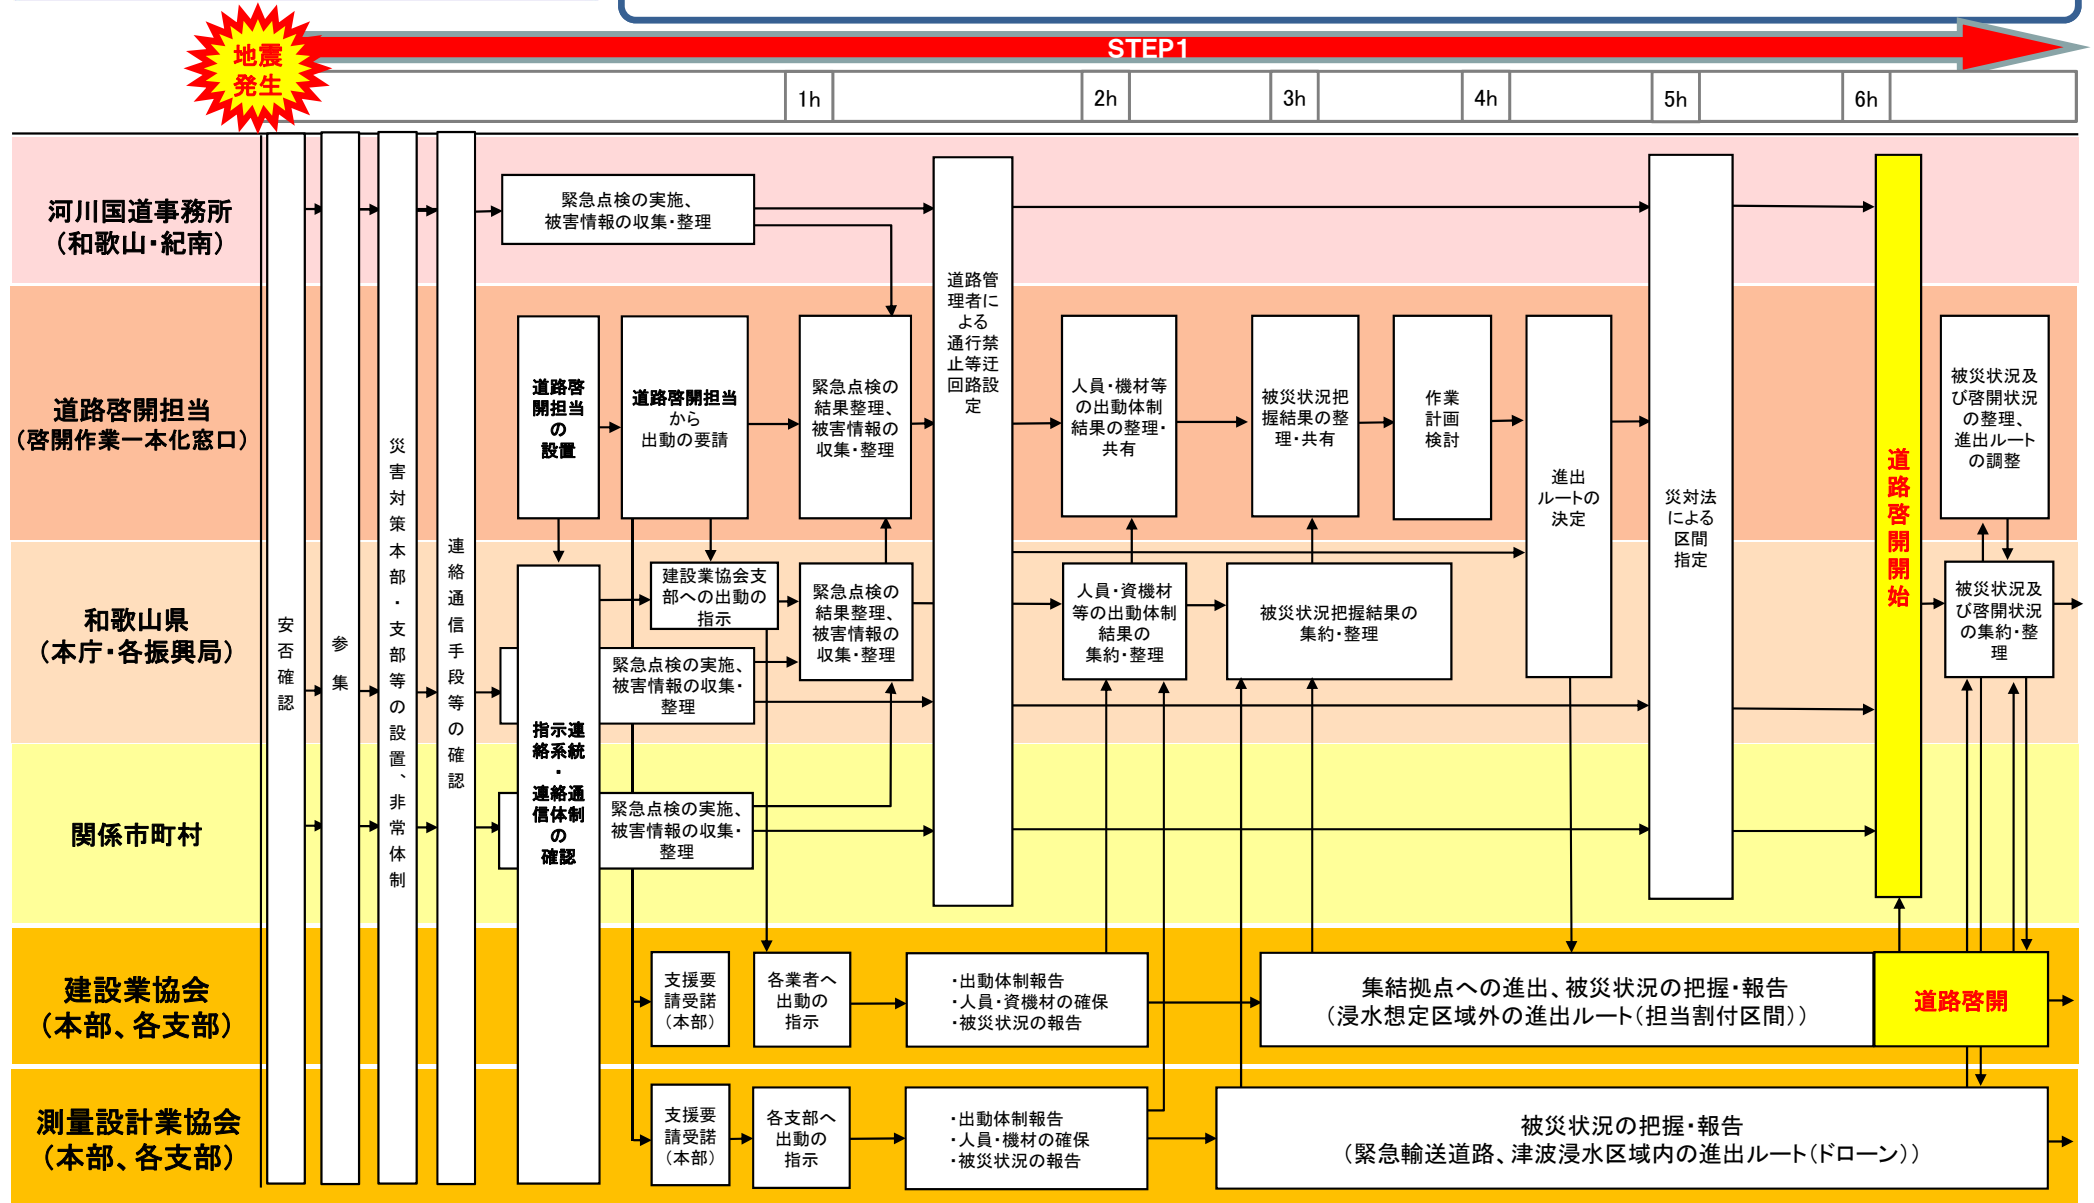 地震
発生
STEP1
1h
2h
3h
4h
5h
6h
河川国道事務所
（和歌山・紀南）
道路啓開担当
（啓開作業一本化窓口）
和歌山県
（本庁・各振興局）
関係市町村
建設業協会
（本部、各支部）
測量設計業協会
（本部、各支部）
安否確認
参集
災害対策本部・支部等の設置、非常体制
連絡通信手段等の確認
緊急点検の実施、
被害情報の収集・整理
道路啓
開担当
の
設置
道路啓開担当
から
出動の要請
緊急点検の
結果整理、
被害情報の
収集・整理
道路管
理者に
よる
通行禁
止等迂
回路設
定
人員・機材等
の出動体制
結果の整理・
共有
被災状況把
握結果の整
理・共有
作業
計画
検討
進出
ルートの
決定
災対法
による
区間
指定
道路啓開開始
被災状況及
び啓開状況
の整理、
進出ルート
の調整
指示連
絡系統
・
連絡通
信体制
の
確認
建設業協会支
部への出動の
指示
緊急点検の
結果整理、
被害情報の
収集・整理
緊急点検の実施、
被害情報の収集・
整理
人員・資機材
等の出動体制
結果の
集約・整理
被災状況把握結果の
集約・整理
被災状況及
び啓開状況
の集約・整
理
緊急点検の実施、
被害情報の収集・
整理
支援要
請受諾
（本部）
各業者へ
出動の
指示
・出動体制報告
・人員・資機材の確保
・被災状況の報告
集結拠点への進出、被災状況の把握・報告
（浸水想定区域外の進出ルート（担当割付区間））
道路啓開
支援要
請受諾
（本部）
各支部へ
出動の
指示
・出動体制報告
・人員・機材の確保
・被災状況の報告
被災状況の把握・報告
（緊急輸送道路、津波浸水区域内の進出ルート（ドローン））